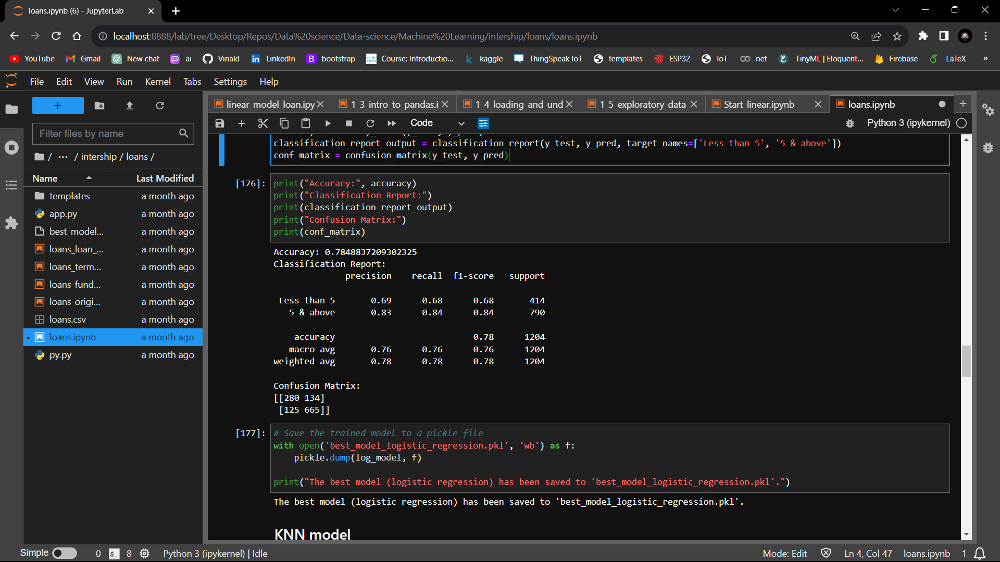 loans.ipynb (6) - JupyterLab
localhost:8888/lab/tree/Desktop/Repos/Data%20science/Data-science/Machine%20Learning/intership/loans/loans.ipynb
YouTube Gmail New chat ai Vinald LinkedIn bootstrap Course: Introductio... kaggle ThingSpeak IoT templates ESP32 IoT net TinyML | Eloquent... Firebase LaTeX »
File Edit View Run Kernel Tabs Settings Help
linear_model_loan.ipy 1_3_intro_to_pandas.i 1_4_loading_and_und 1_5_exploratory_data_ Start_linear.ipynb loans.ipynb
Code Python 3 (ipykernel)
Filter files by name
/ ··· / intership / loans /
Name Last Modified
templates a month ago
app.py a month ago
best_model... a month ago
loans_loan_... a month ago
loans_term... a month ago
loans-fund... a month ago
loans-origi... a month ago
loans.csv a month ago
loans.ipynb a month ago
py.py a month ago
classification_report_output = classification_report(y_test, y_pred, target_names=['Less than 5', '5 & above'])
conf_matrix = confusion_matrix(y_test, y_pred)
[176]: print("Accuracy:", accuracy)
print("Classification Report:")
print(classification_report_output)
print("Confusion Matrix:")
print(conf_matrix)
Accuracy: 0.7848837209302325
Classification Report:
precision recall f1-score support
Less than 5 0.69 0.68 0.68 414
5 & above 0.83 0.84 0.84 790
accuracy 0.78 1204
macro avg 0.76 0.76 0.76 1204
weighted avg 0.78 0.78 0.78 1204
Confusion Matrix:
[[280 134]
[125 665]]
[177]: # Save the trained model to a pickle file
with open('best_model_logistic_regression.pkl', 'wb') as f:
pickle.dump(log_model, f)
print("The best model (logistic regression) has been saved to 'best_model_logistic_regression.pkl'.")
The best model (logistic regression) has been saved to 'best_model_logistic_regression.pkl'.
KNN model
Simple 0 $_ 8 Python 3 (ipykernel) | Idle Mode: Edit Ln 4, Col 47 loans.ipynb 1